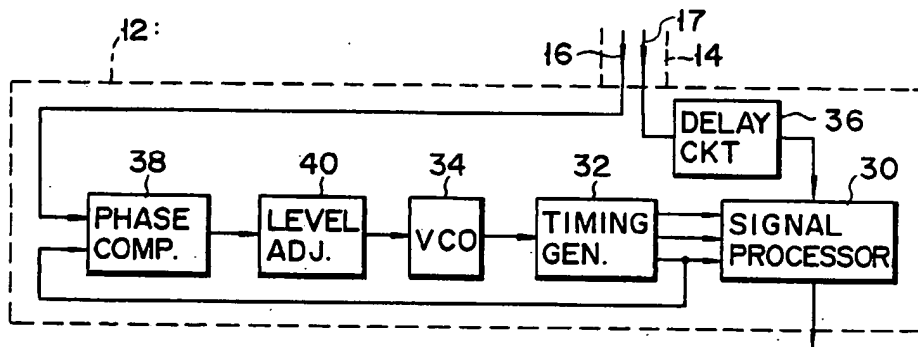 12:
16
17
14
DELAY
CKT
36
38
40
34
32
30
PHASE
COMP.
LEVEL
ADJ.
VCO
TIMING
GEN.
SIGNAL
PROCESSOR